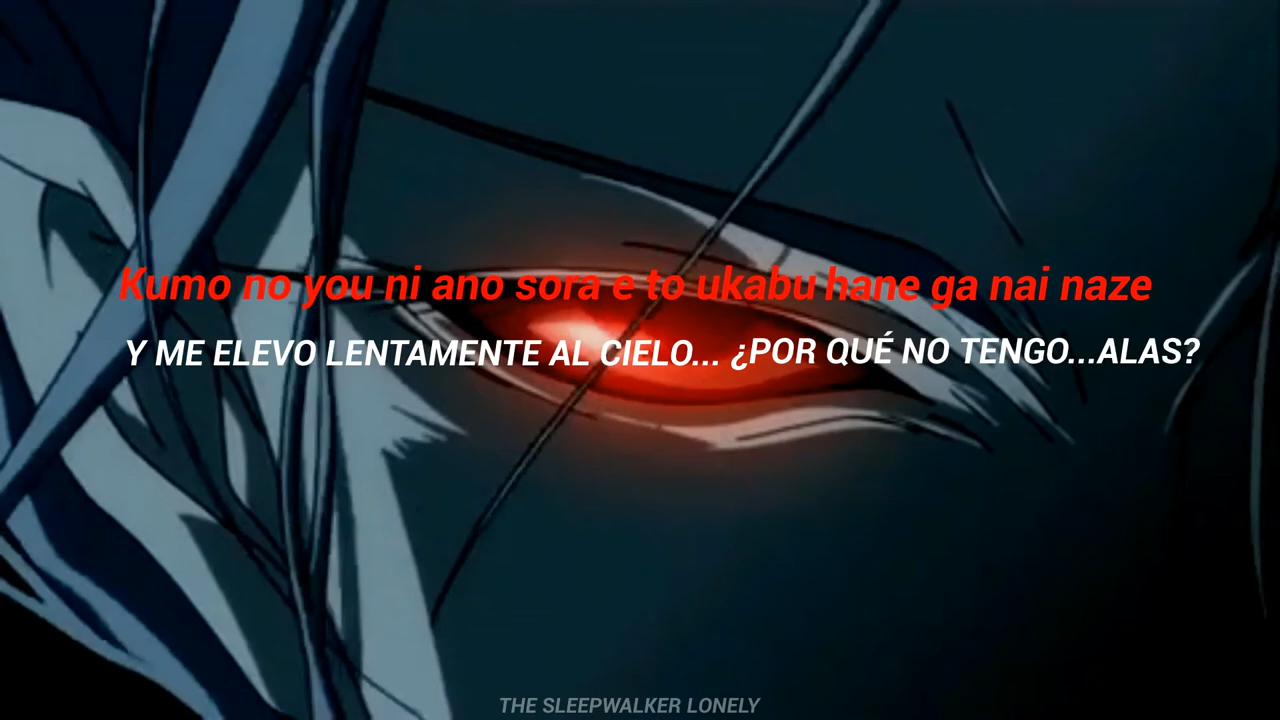 Kumo no you ni ano sora e to ukabu hane ga nai naze
Y ME ELEVO LENTAMENTE AL CIELO... ¿POR QUÉ NO TENGO...ALAS?
THE SLEEPWALKER LONELY